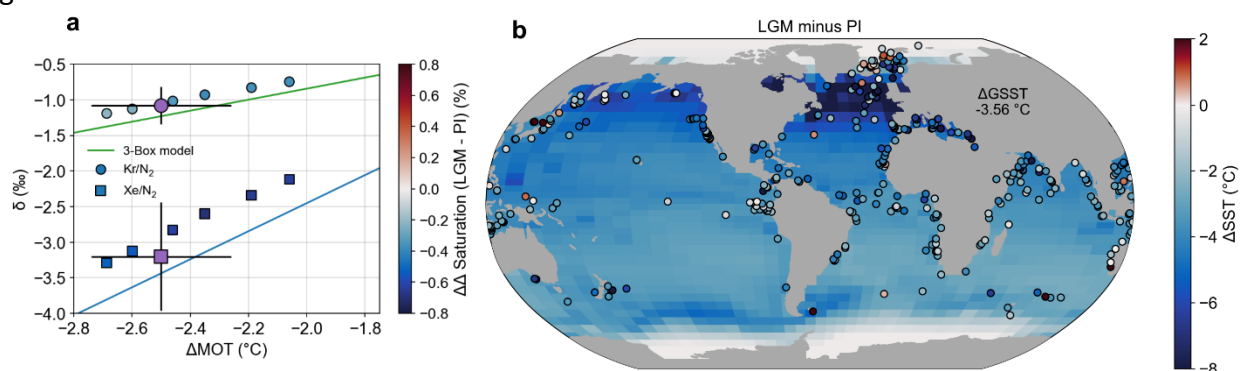 a
−0.5
−1.0
−1.5
−2.0
−2.5
−3.0
−3.5
−4.0
δ (‰)
3-Box model
Kr/N₂
Xe/N₂
−2.8
−2.6
−2.4
−2.2
−2.0
−1.8
ΔMOT (°C)
0.8
0.6
0.4
0.2
0.0
−0.2
−0.4
−0.6
−0.8
ΔΔ Saturation (LGM - PI) (%)
b
LGM minus PI
ΔGSST
-3.56 °C
2
0
−2
−4
−6
−8
ΔSST (°C)